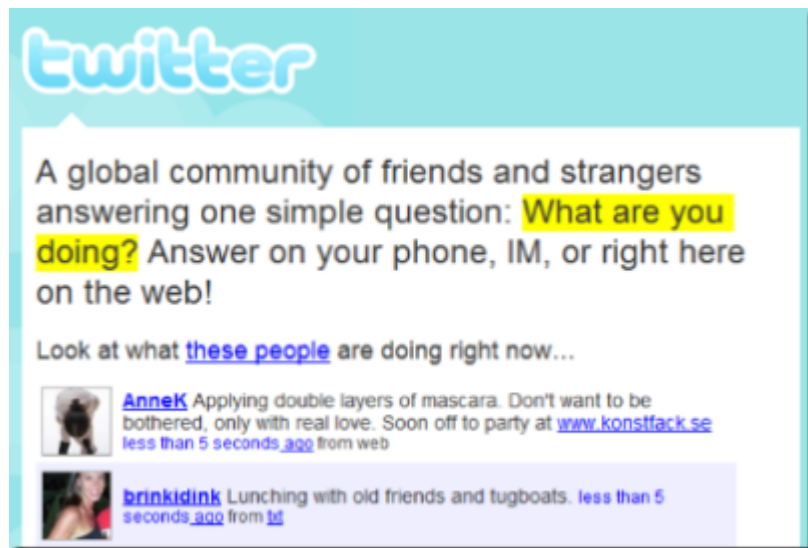 twitter
A global community of friends and strangers
answering one simple question: What are you
doing? Answer on your phone, IM, or right here
on the web!
Look at what these people are doing right now...
AnneK Applying double layers of mascara. Don't want to be
bothered, only with real love. Soon off to party at www.konstfack.se
less than 5 seconds ago from web
brinkidink Lunching with old friends and tugboats. less than 5
seconds ago from txt